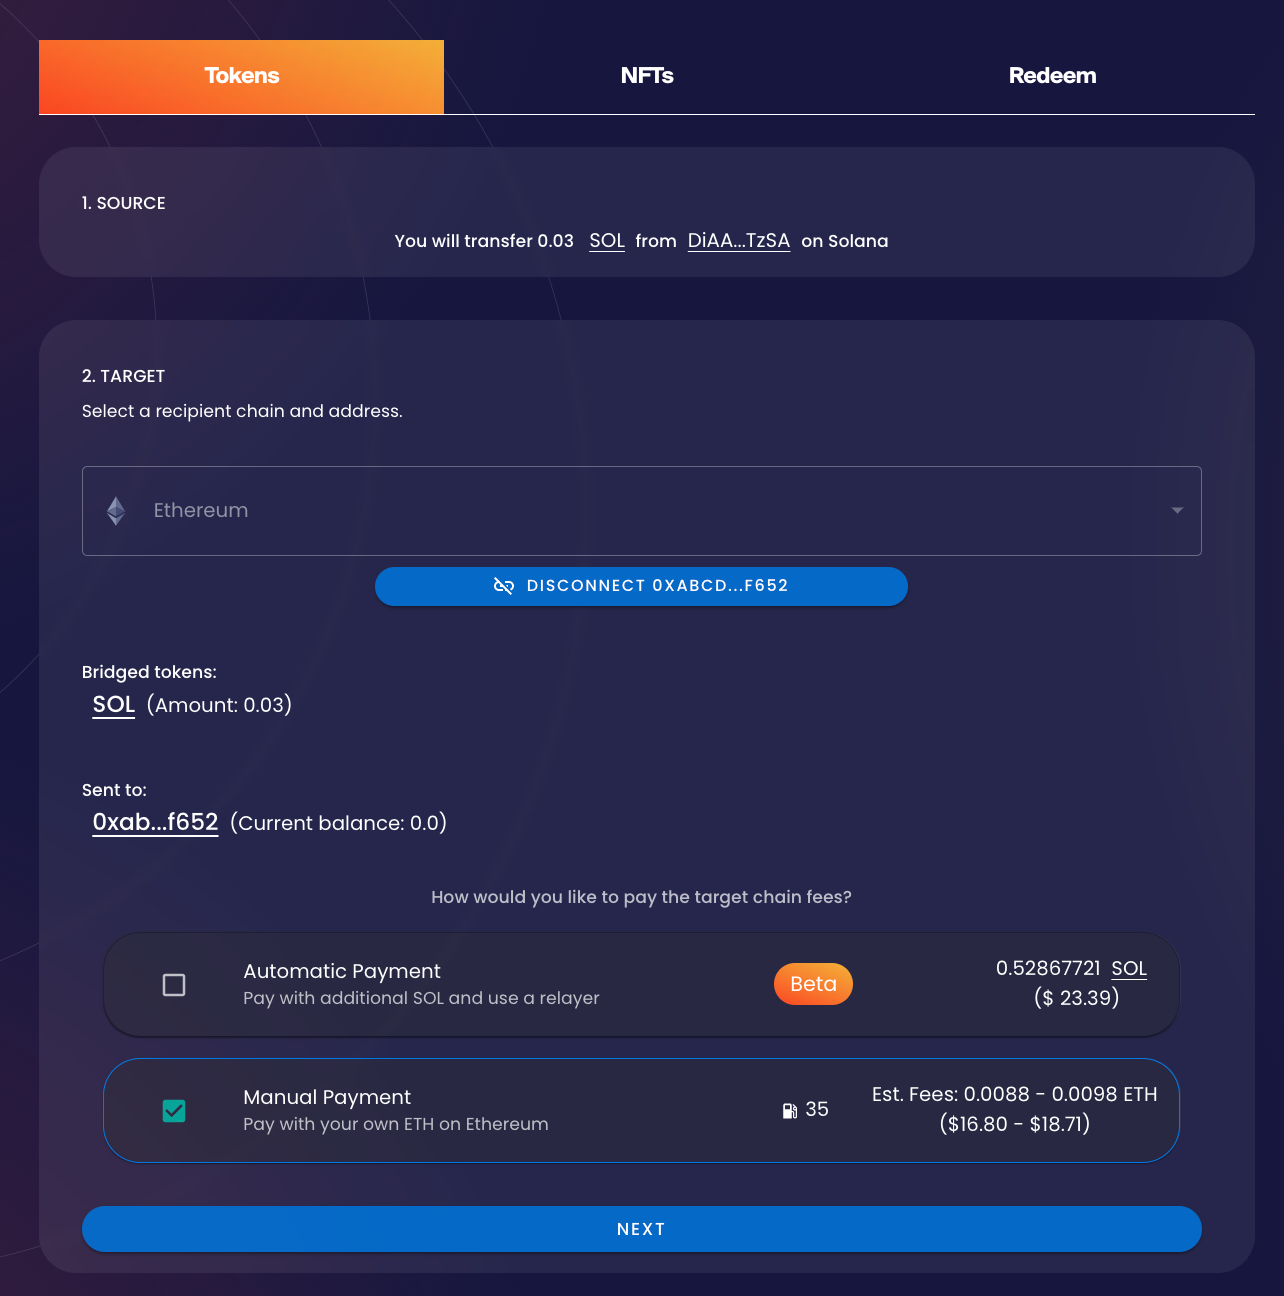 Tokens NFTs Redeem
1. SOURCE
You will transfer 0.03 SOL from DiAA...TzSA on Solana
2. TARGET
Select a recipient chain and address.
Ethereum
DISCONNECT 0XABCD...F652
Bridged tokens:
SOL (Amount: 0.03)
Sent to:
0xab...f652 (Current balance: 0.0)
How would you like to pay the target chain fees?
Automatic Payment
Pay with additional SOL and use a relayer
Beta
0.52867721 SOL
($ 23.39)
Manual Payment
Pay with your own ETH on Ethereum
35
Est. Fees: 0.0088 - 0.0098 ETH
($16.80 - $18.71)
NEXT